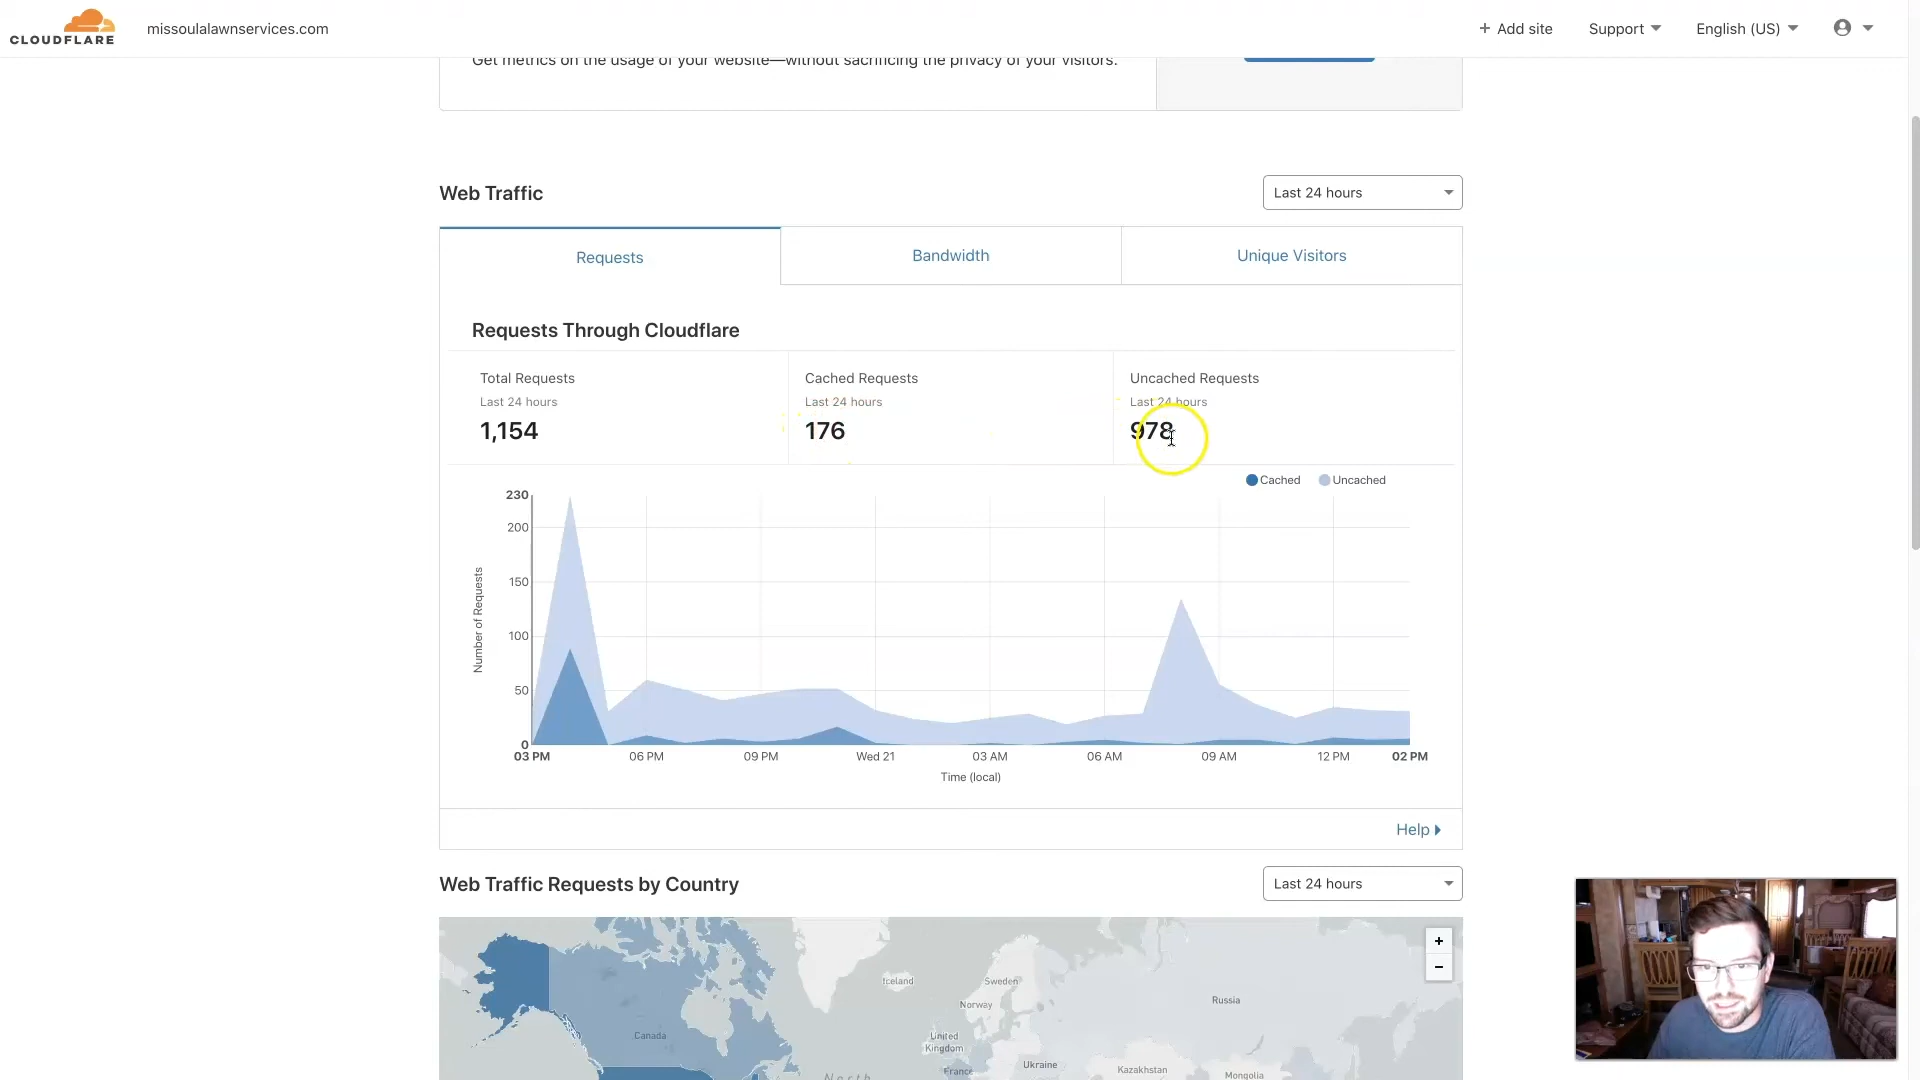 CLOUDFLARE
missoulalawnservices.com
+ Add site
Support
English (US)
Get metrics on the usage of your website—without sacrificing the privacy of your visitors.
Web Traffic
Last 24 hours
Requests
Bandwidth
Unique Visitors
Requests Through Cloudflare
Total Requests
Last 24 hours
1,154
Cached Requests
Last 24 hours
176
Uncached Requests
Last 24 hours
978
Cached
Uncached
230
200
150
100
50
0
Number of Requests
03 PM
06 PM
09 PM
Wed 21
03 AM
06 AM
09 AM
12 PM
02 PM
Time (local)
Help
Web Traffic Requests by Country
Last 24 hours
+
−
Iceland
Sweden
Norway
Russia
Canada
United
Kingdom
Ukraine
France
Kazakhstan
Mongolia
North